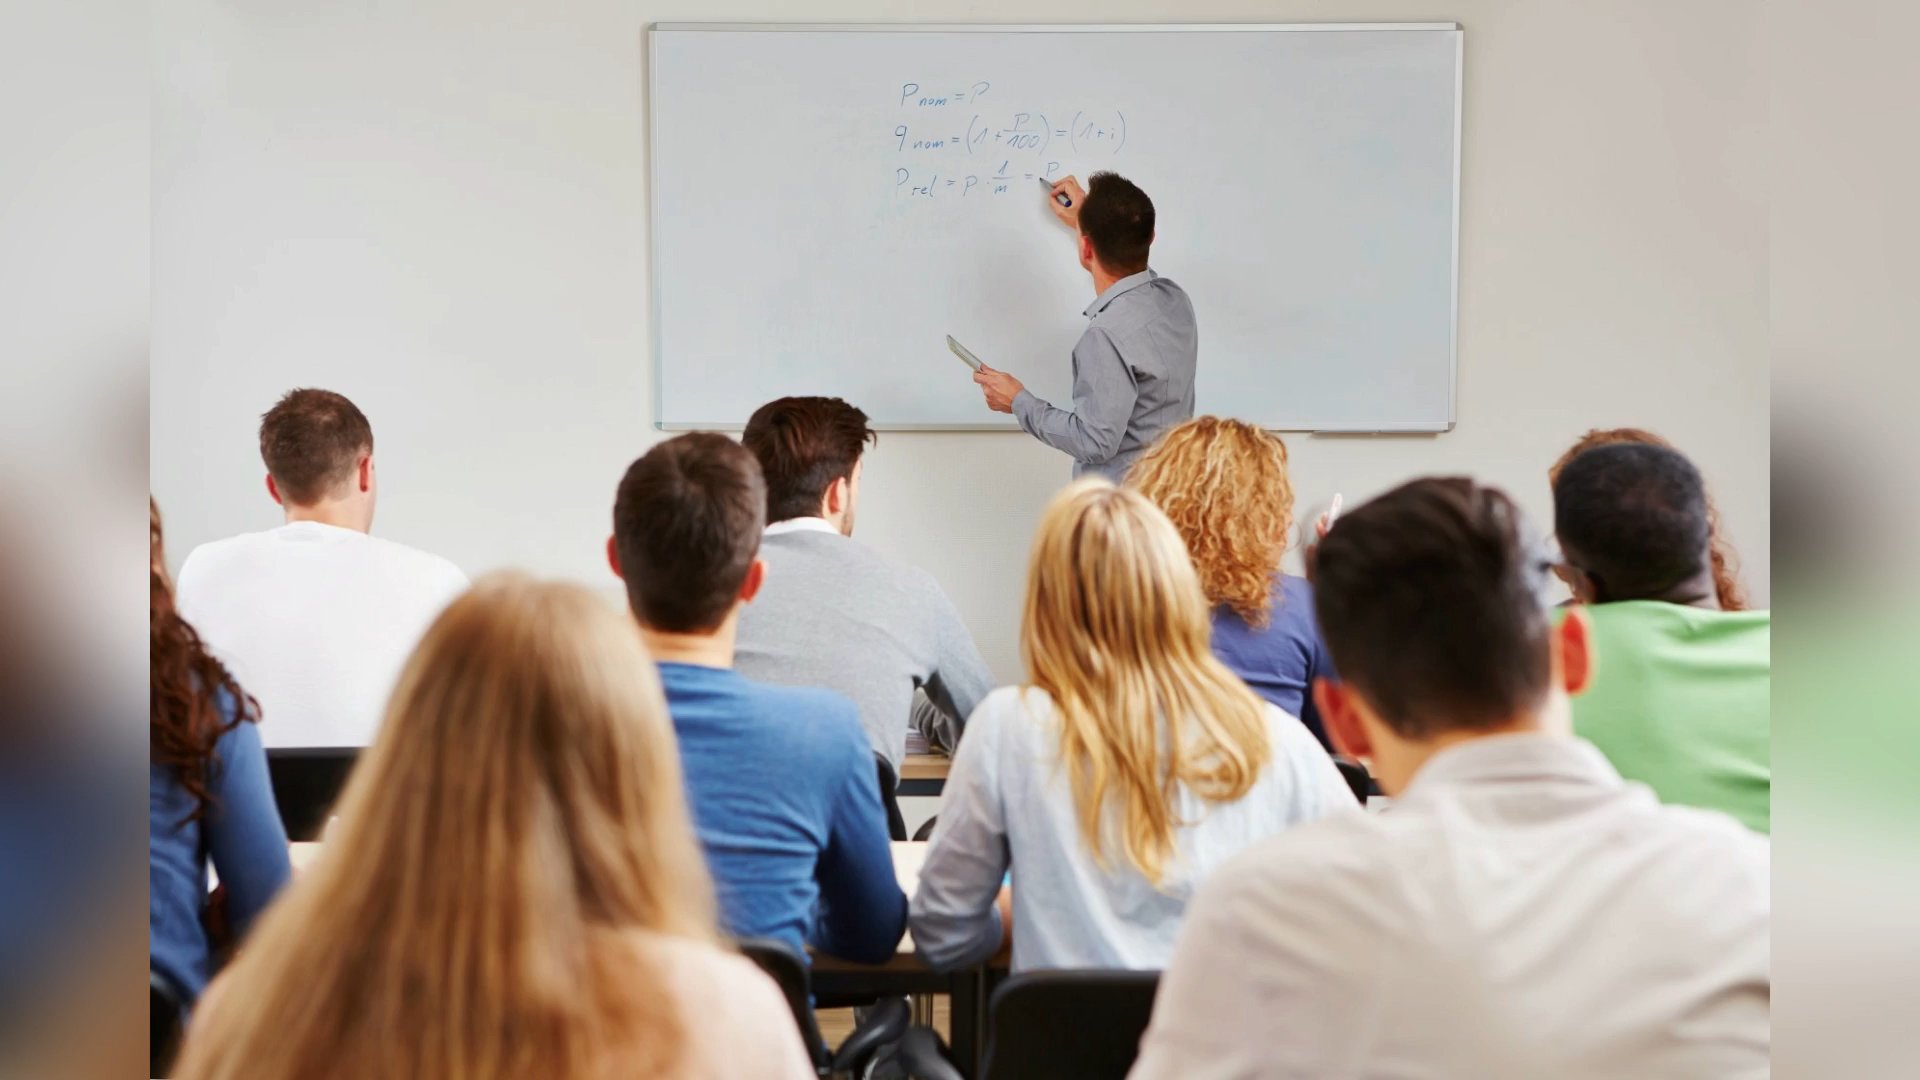 P nom = P
q nom = (1 + P/100) = (1 + i)
P rel = P · 1/m = P